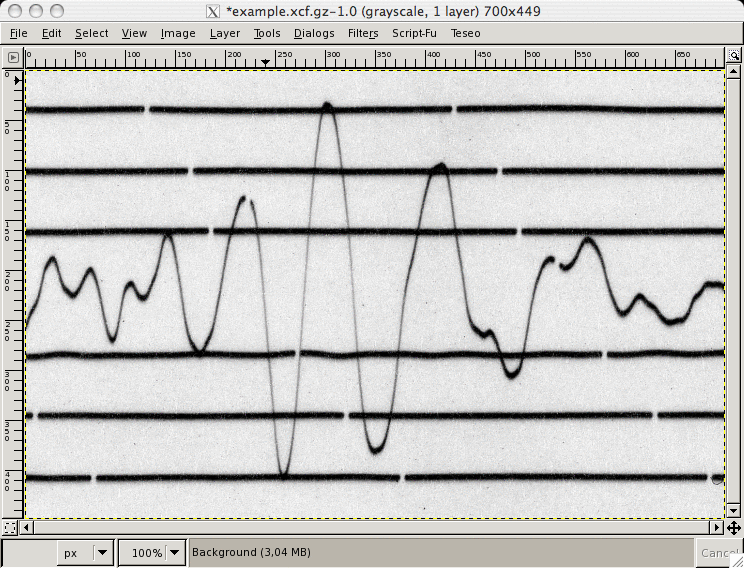 *example.xcf.gz-1.0 (grayscale, 1 layer) 700x449
File Edit Select View Image Layer Tools Dialogs Filters Script-Fu Teseo
0 50 100 150 200 250 300 350 400 450 500 550 600 650
0
50
100
150
200
250
300
350
400
px 100% Background (3,04 MB) Cancel